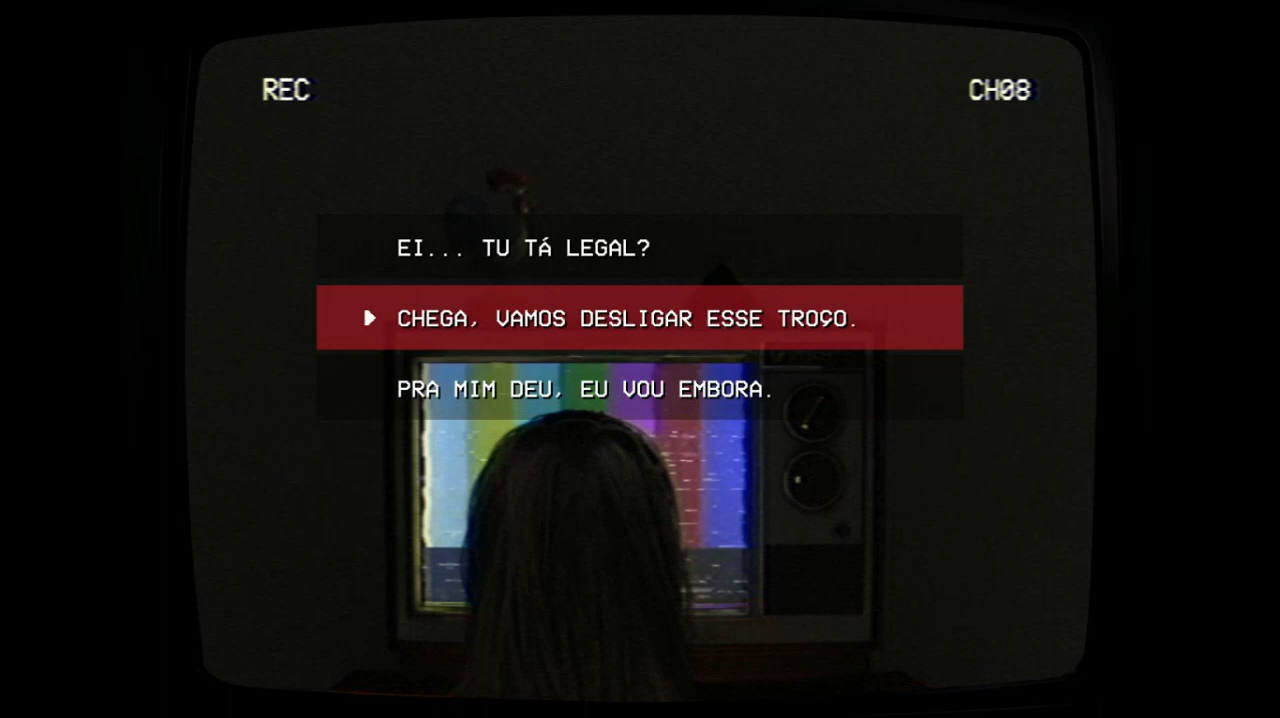 REC
CH08
EI... TU TÁ LEGAL?
CHEGA, VAMOS DESLIGAR ESSE TROÇO.
PRA MIM DEU, EU VOU EMBORA.